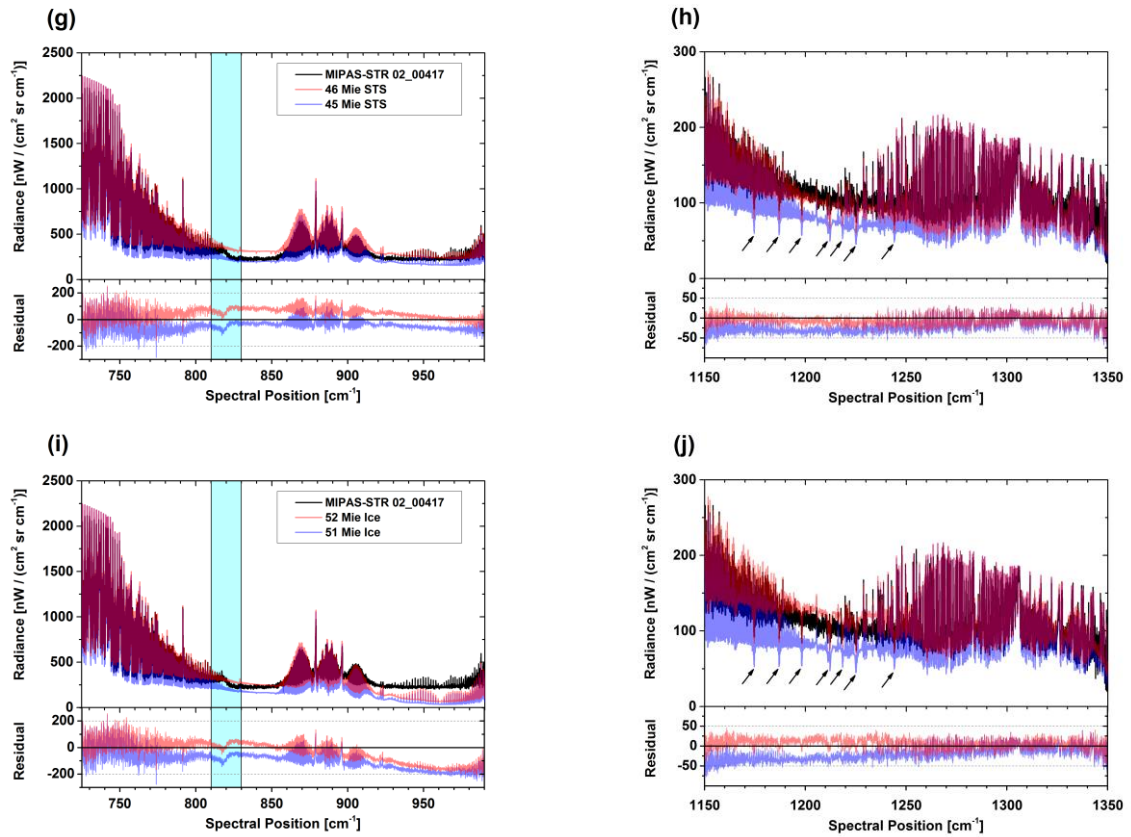 (g)
2500
2000
1500
1000
500
0
200
0
-200
Radiance [nW / (cm² sr cm⁻¹)]
Residual
MIPAS-STR 02_00417
46 Mie STS
45 Mie STS
750 800 850 900 950
Spectral Position [cm⁻¹]
(h)
300
200
100
0
50
0
-50
Radiance [nW / (cm² sr cm⁻¹)]
Residual
1150 1200 1250 1300 1350
Spectral Position [cm⁻¹]
(i)
2500
2000
1500
1000
500
0
200
0
-200
Radiance [nW / (cm² sr cm⁻¹)]
Residual
MIPAS-STR 02_00417
52 Mie Ice
51 Mie Ice
750 800 850 900 950
Spectral Position [cm⁻¹]
(j)
300
200
100
0
50
0
-50
Radiance [nW / (cm² sr cm⁻¹)]
Residual
1150 1200 1250 1300 1350
Spectral Position [cm⁻¹]